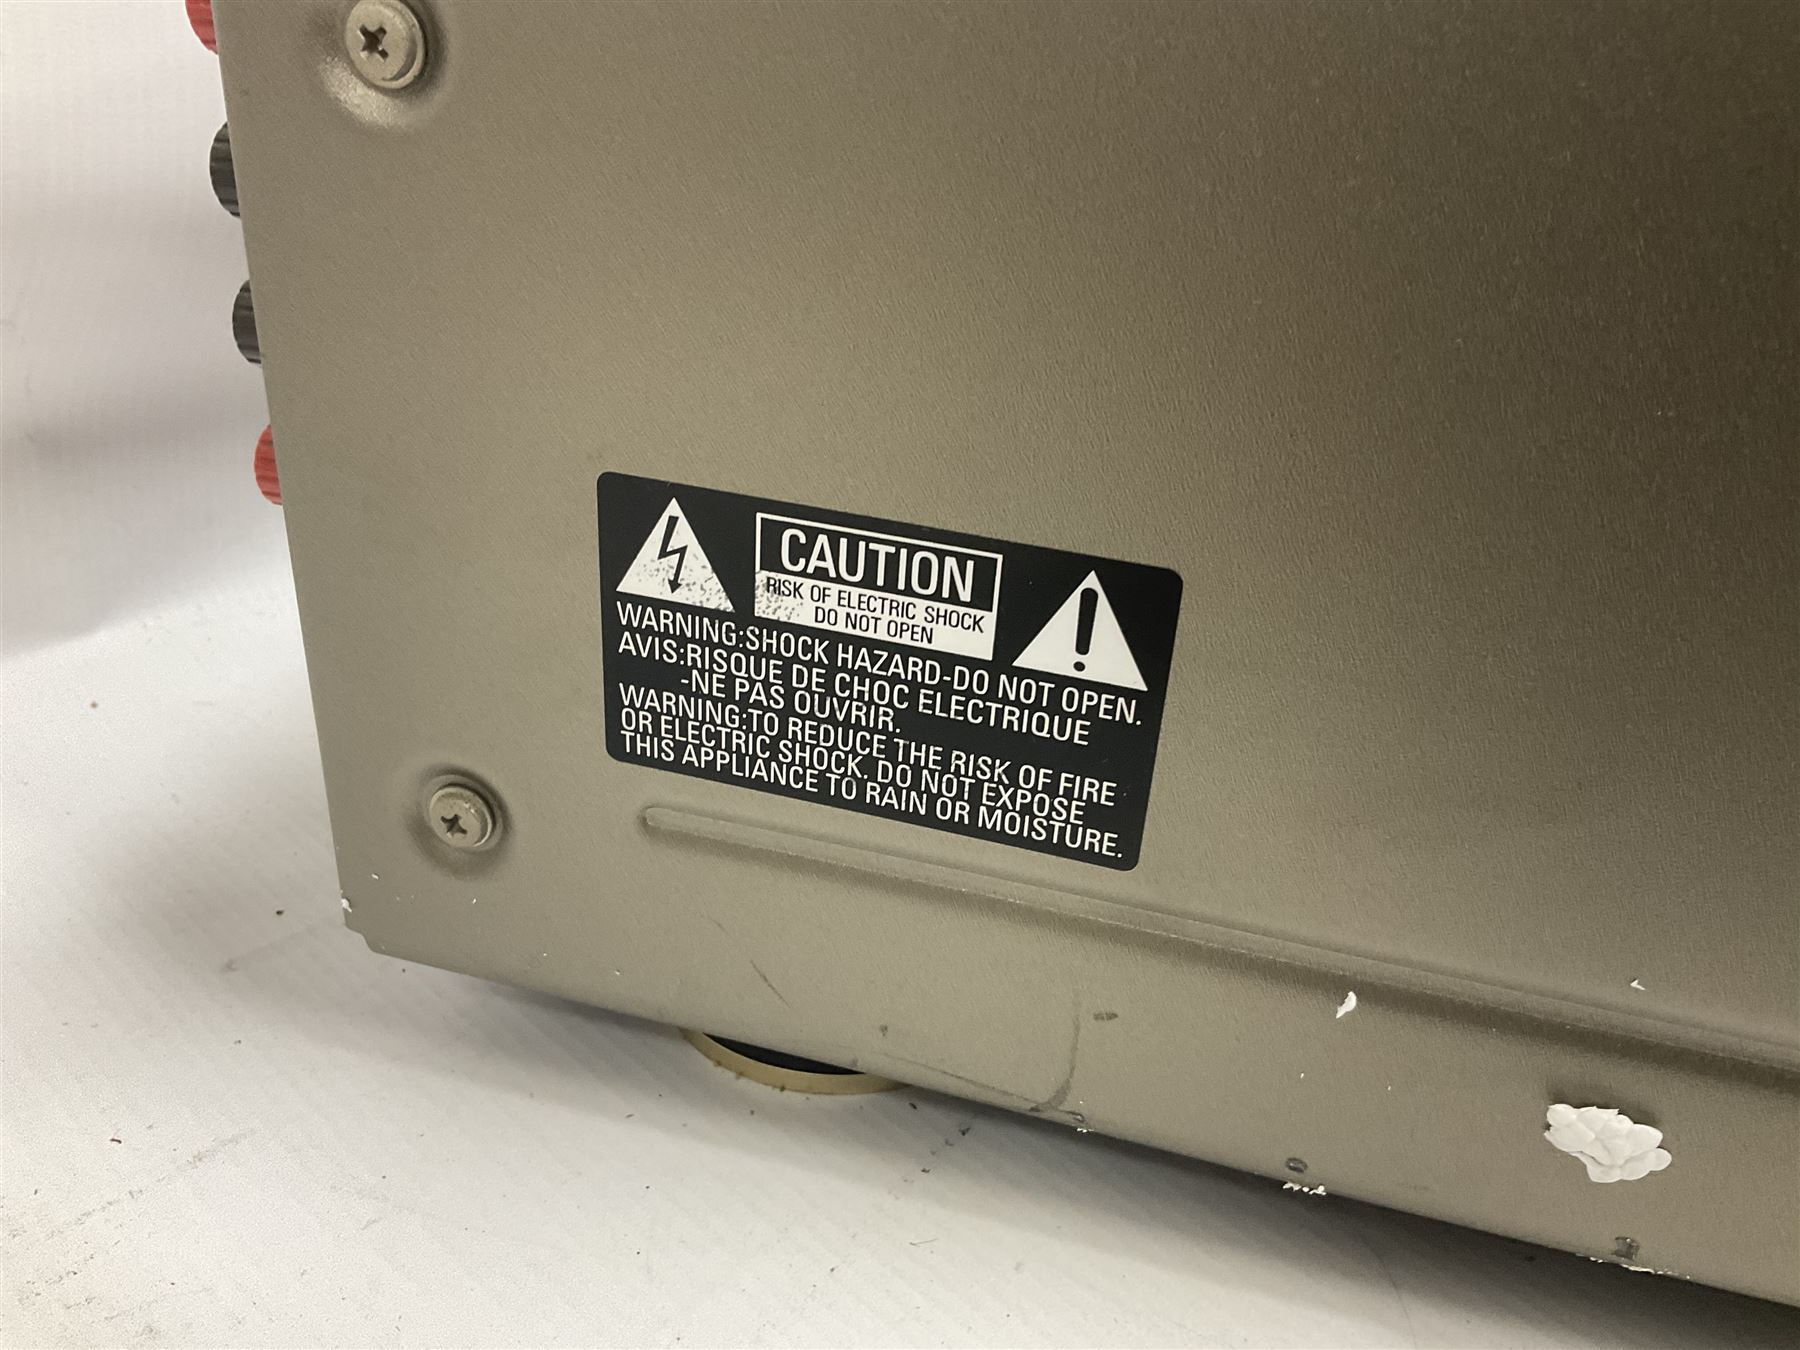 CAUTION
RISK OF ELECTRIC SHOCK
DO NOT OPEN
WARNING:SHOCK HAZARD-DO NOT OPEN.
AVIS:RISQUE DE CHOC ELECTRIQUE
-NE PAS OUVRIR.
WARNING:TO REDUCE THE RISK OF FIRE
OR ELECTRIC SHOCK. DO NOT EXPOSE
THIS APPLIANCE TO RAIN OR MOISTURE.